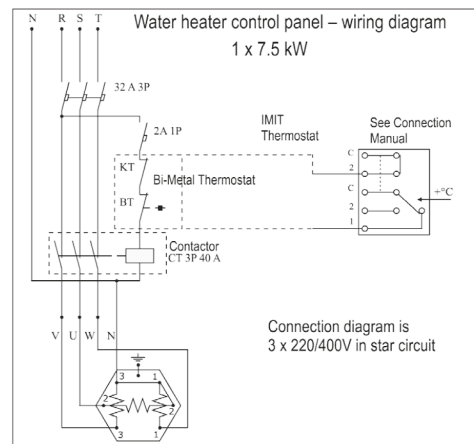 Water heater control panel – wiring diagram
1 x 7.5 kW
N R S T
32 A 3P
2A 1P
IMIT
Thermostat
See Connection
Manual
KT
Bi-Metal Thermostat
BT
C
2
C
2
1
+°C
Contactor
CT 3P 40 A
V U W N
Connection diagram is
3 x 220/400V in star circuit
3 1
2 2
3 1